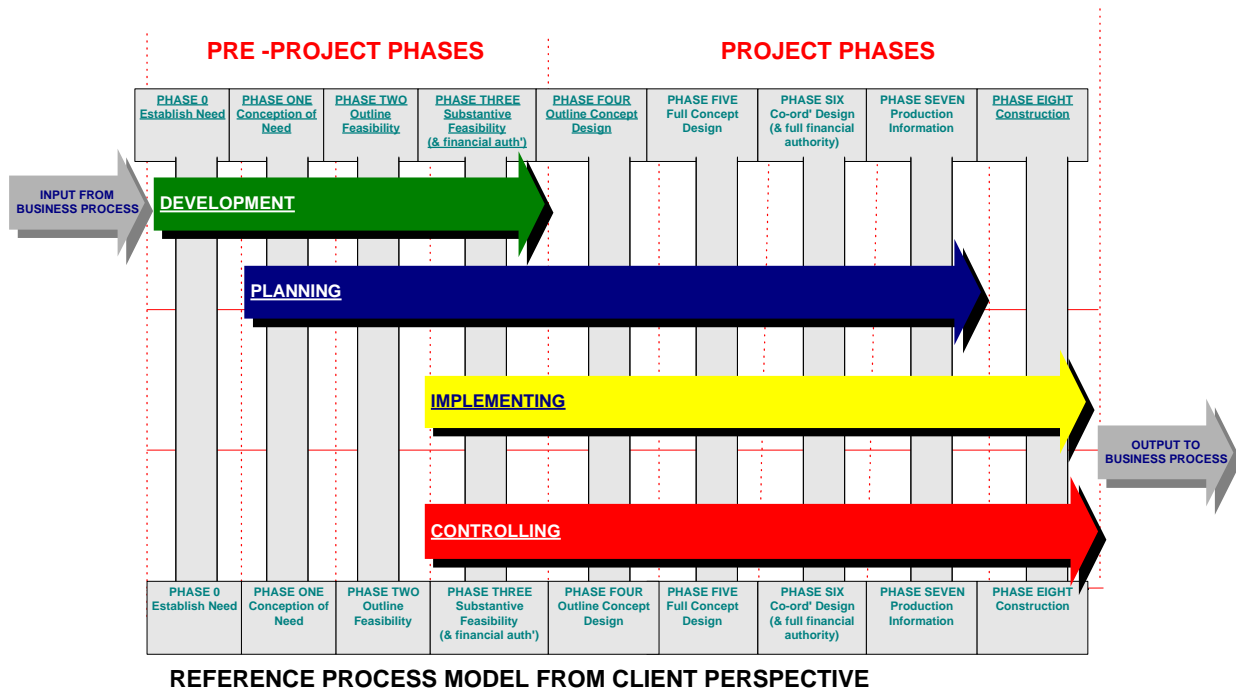 PRE -PROJECT PHASES
PROJECT PHASES
PHASE 0
Establish Need
PHASE ONE
Conception of
Need
PHASE TWO
Outline
Feasibility
PHASE THREE
Substantive
Feasibility
(& financial auth')
PHASE FOUR
Outline Concept
Design
PHASE FIVE
Full Concept
Design
PHASE SIX
Co-ord' Design
(& full financial
authority)
PHASE SEVEN
Production
Information
PHASE EIGHT
Construction
INPUT FROM
BUSINESS PROCESS
DEVELOPMENT
PLANNING
IMPLEMENTING
OUTPUT TO
BUSINESS PROCESS
CONTROLLING
PHASE 0
Establish Need
PHASE ONE
Conception of
Need
PHASE TWO
Outline
Feasibility
PHASE THREE
Substantive
Feasibility
(& financial auth')
PHASE FOUR
Outline Concept
Design
PHASE FIVE
Full Concept
Design
PHASE SIX
Co-ord' Design
(& full financial
authority)
PHASE SEVEN
Production
Information
PHASE EIGHT
Construction
REFERENCE PROCESS MODEL FROM CLIENT PERSPECTIVE